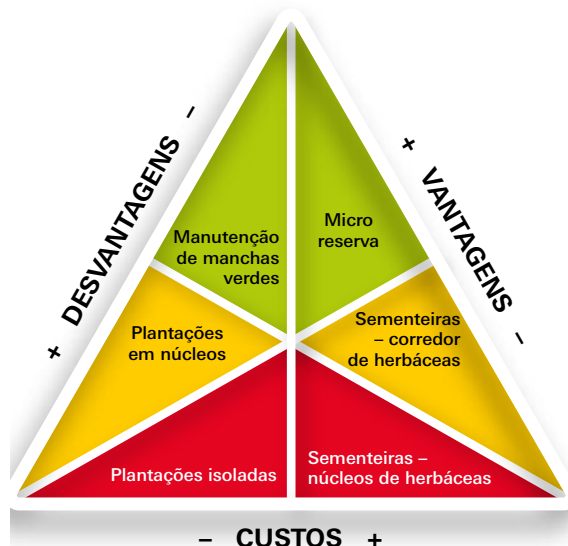 + DESVANTAGENS –
+ VANTAGENS –
Manutenção
de manchas
verdes
Micro
reserva
Plantações
em núcleos
Sementeiras
– corredor
de herbáceas
Plantações isoladas
Sementeiras –
núcleos de herbáceas
– CUSTOS +